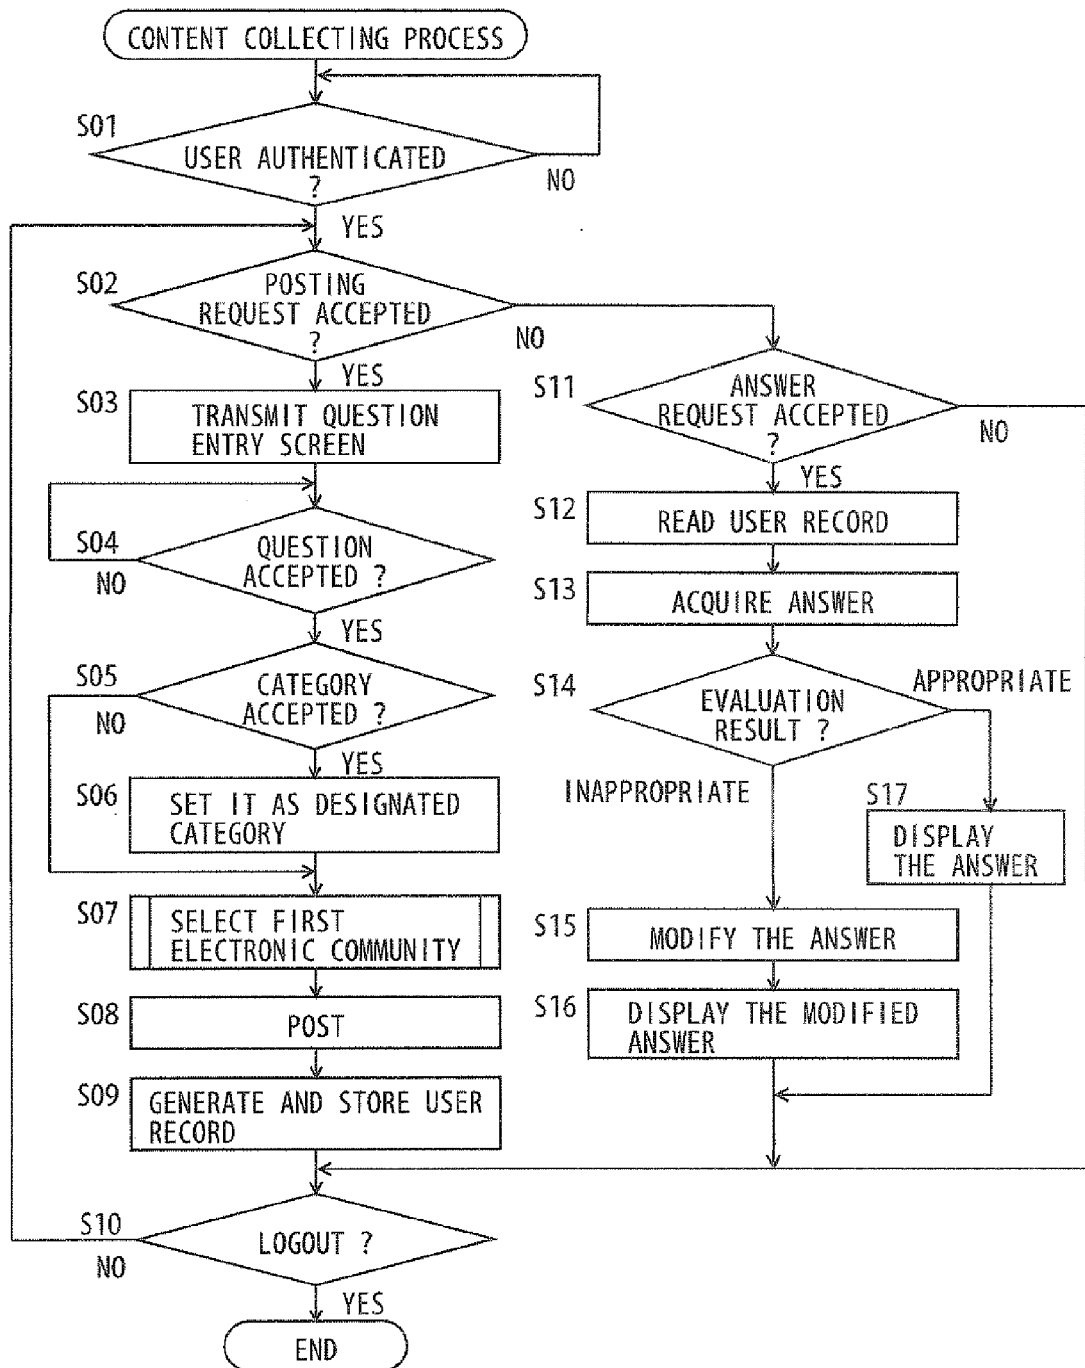 CONTENT COLLECTING PROCESS
S01
USER AUTHENTICATED
?
NO
YES
S02
POSTING
REQUEST ACCEPTED
?
NO
YES
S03
TRANSMIT QUESTION
ENTRY SCREEN
S04
QUESTION
ACCEPTED ?
NO
YES
S05
CATEGORY
ACCEPTED ?
NO
YES
S06
SET IT AS DESIGNATED
CATEGORY
S07
SELECT FIRST
ELECTRONIC COMMUNITY
S08
POST
S09
GENERATE AND STORE USER
RECORD
S10
LOGOUT ?
NO
YES
END
S11
ANSWER
REQUEST ACCEPTED
?
NO
YES
S12
READ USER RECORD
S13
ACQUIRE ANSWER
S14
EVALUATION
RESULT ?
APPROPRIATE
INAPPROPRIATE
S17
DISPLAY
THE ANSWER
S15
MODIFY THE ANSWER
S16
DISPLAY THE MODIFIED
ANSWER